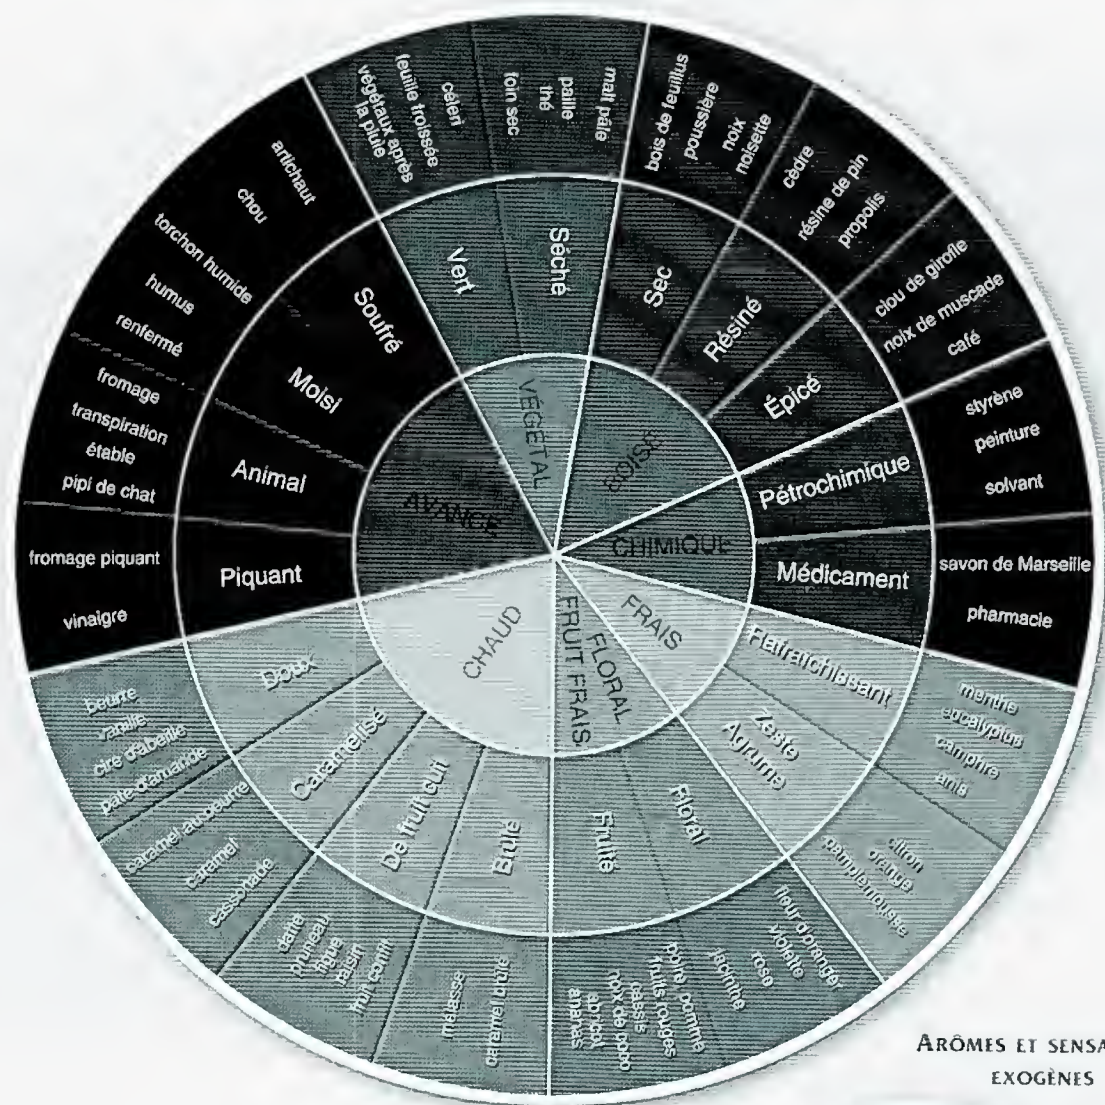 VÉGÉTAL
Vert
végétaux après
la pluie
feuille froissée
céleri
Séché
foin sec
thé
paille
malt pâle
BOISÉ
Sec
bois de feuillus
poussière
noix
noisette
Résiné
cèdre
résine de pin
propolis
Épicé
clou de girofle
noix de muscade
café
CHIMIQUE
Pétrochimique
styrène
peinture
solvant
Médicament
savon de Marseille
pharmacie
FRAIS
Rafraîchissant
menthe
eucalyptus
camphre
anis
Zeste
Agrume
citron
orange
pamplemousse
FLORAL
FRUIT FRAIS
Floral
fleur d'oranger
violette
rose
jacinthe
Fruité
poire, pomme
fruits rouges
cassis
noix de coco
abricot
ananas
CHAUD
Brûlé
caramel brûlé
mélasse
De fruit cuit
datte
pruneau
figue
raisin
fruit confit
Caramélisé
caramel au beurre
caramel
cassonade
Doux
beurre
vanille
cire d'abeille
pâte d'amande
AVANCÉ
Piquant
fromage piquant
vinaigre
Animal
fromage
transpiration
étable
pipi de chat
Moisi
torchon humide
humus
renfermé
Soufré
artichaut
chou
ARÔMES ET SENSA
EXOGÈNES